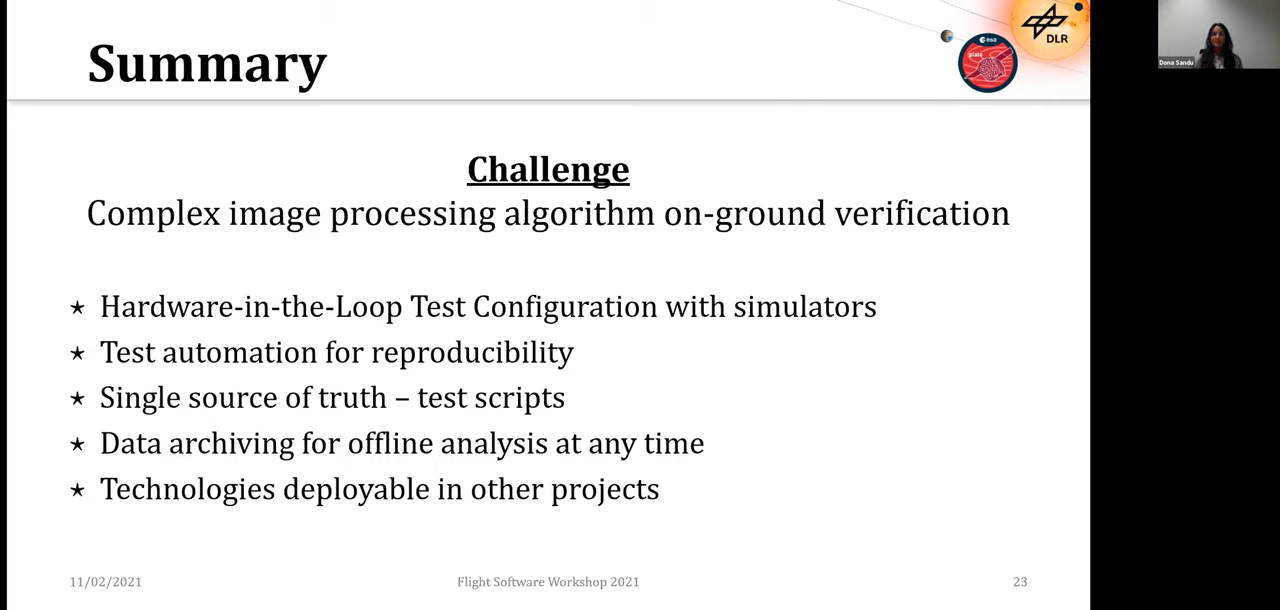 Summary
esa
plato
DLR
Dona Sandu
Challenge
Complex image processing algorithm on-ground verification
⋆ Hardware-in-the-Loop Test Configuration with simulators
⋆ Test automation for reproducibility
⋆ Single source of truth – test scripts
⋆ Data archiving for offline analysis at any time
⋆ Technologies deployable in other projects
11/02/2021
Flight Software Workshop 2021
23